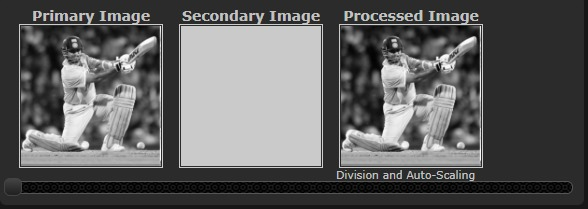 Primary Image Secondary Image Processed Image
Division and Auto-Scaling